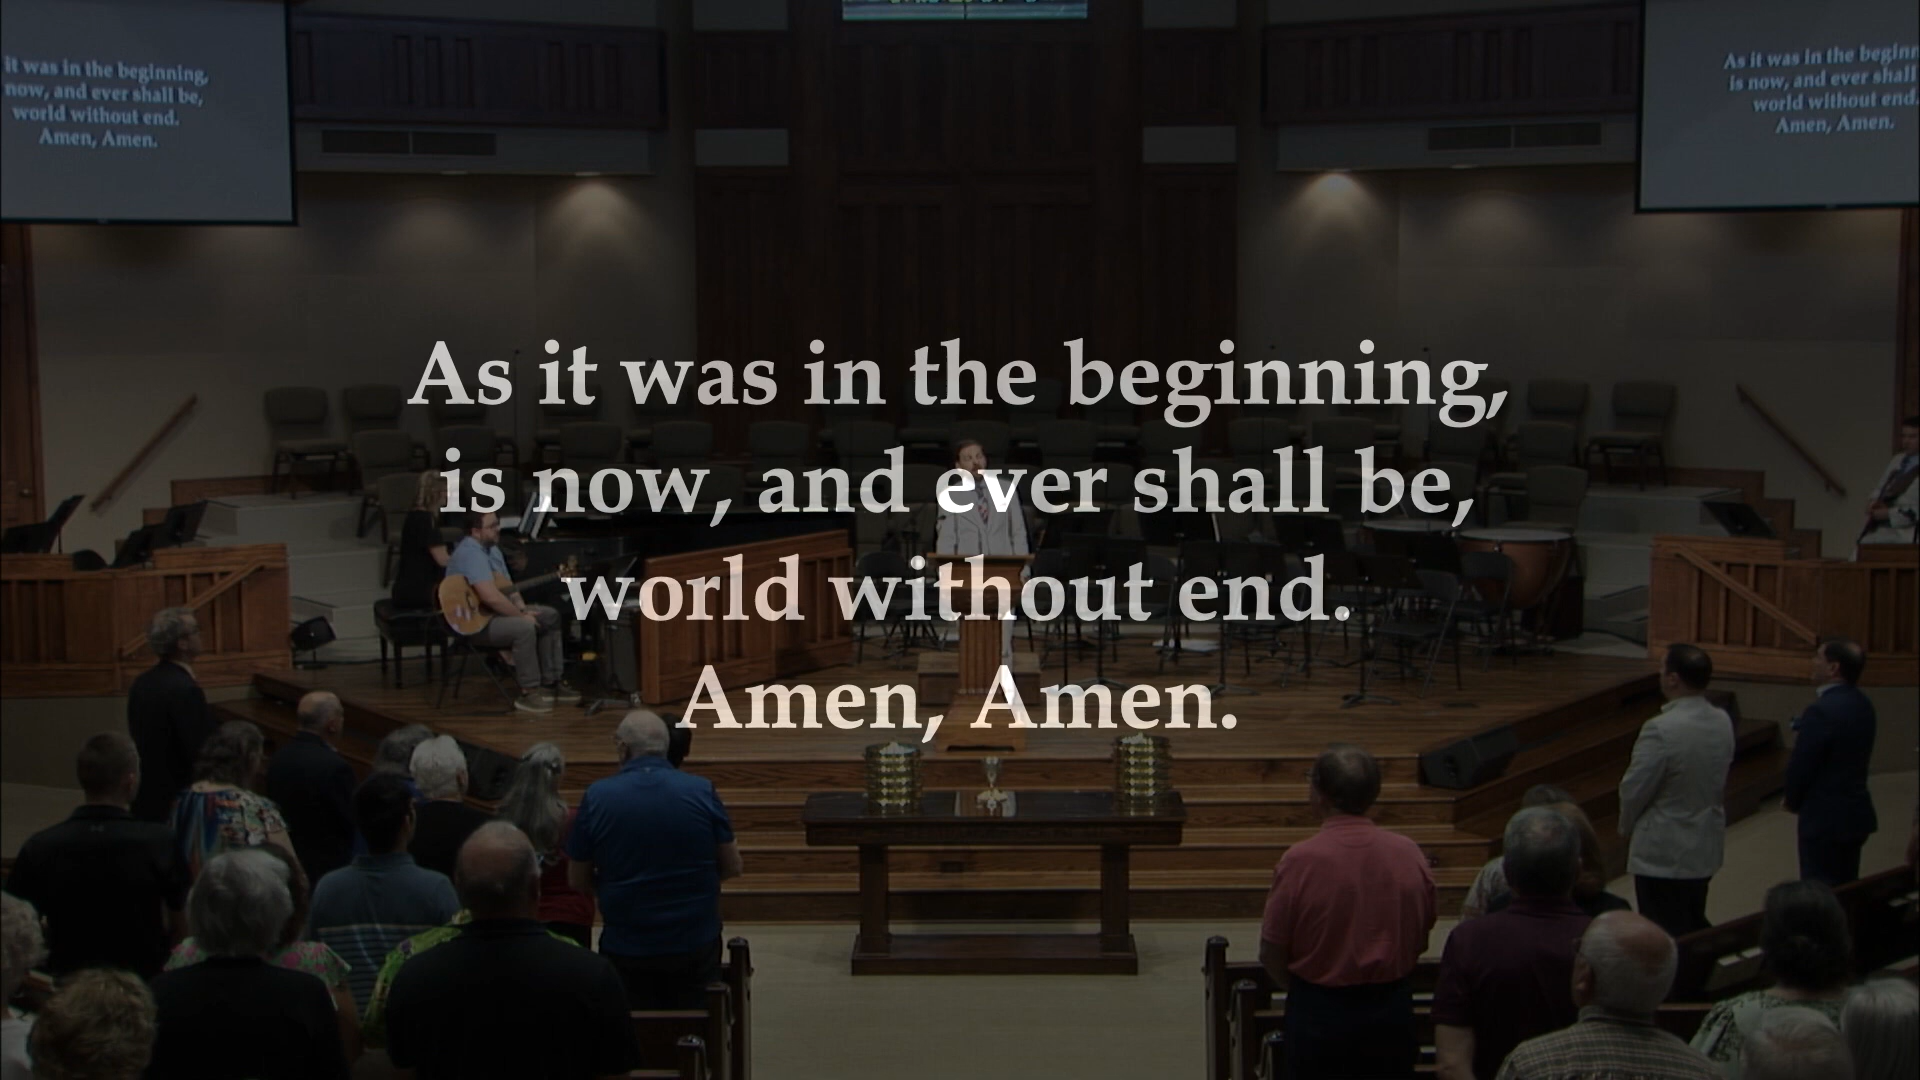 it was in the beginning,
now, and ever shall be,
world without end.
Amen, Amen.
As it was in the
is now, and ever shall
world without end.
Amen, Amen.
As it was in the beginning,
is now, and ever shall be,
world without end.
Amen, Amen.